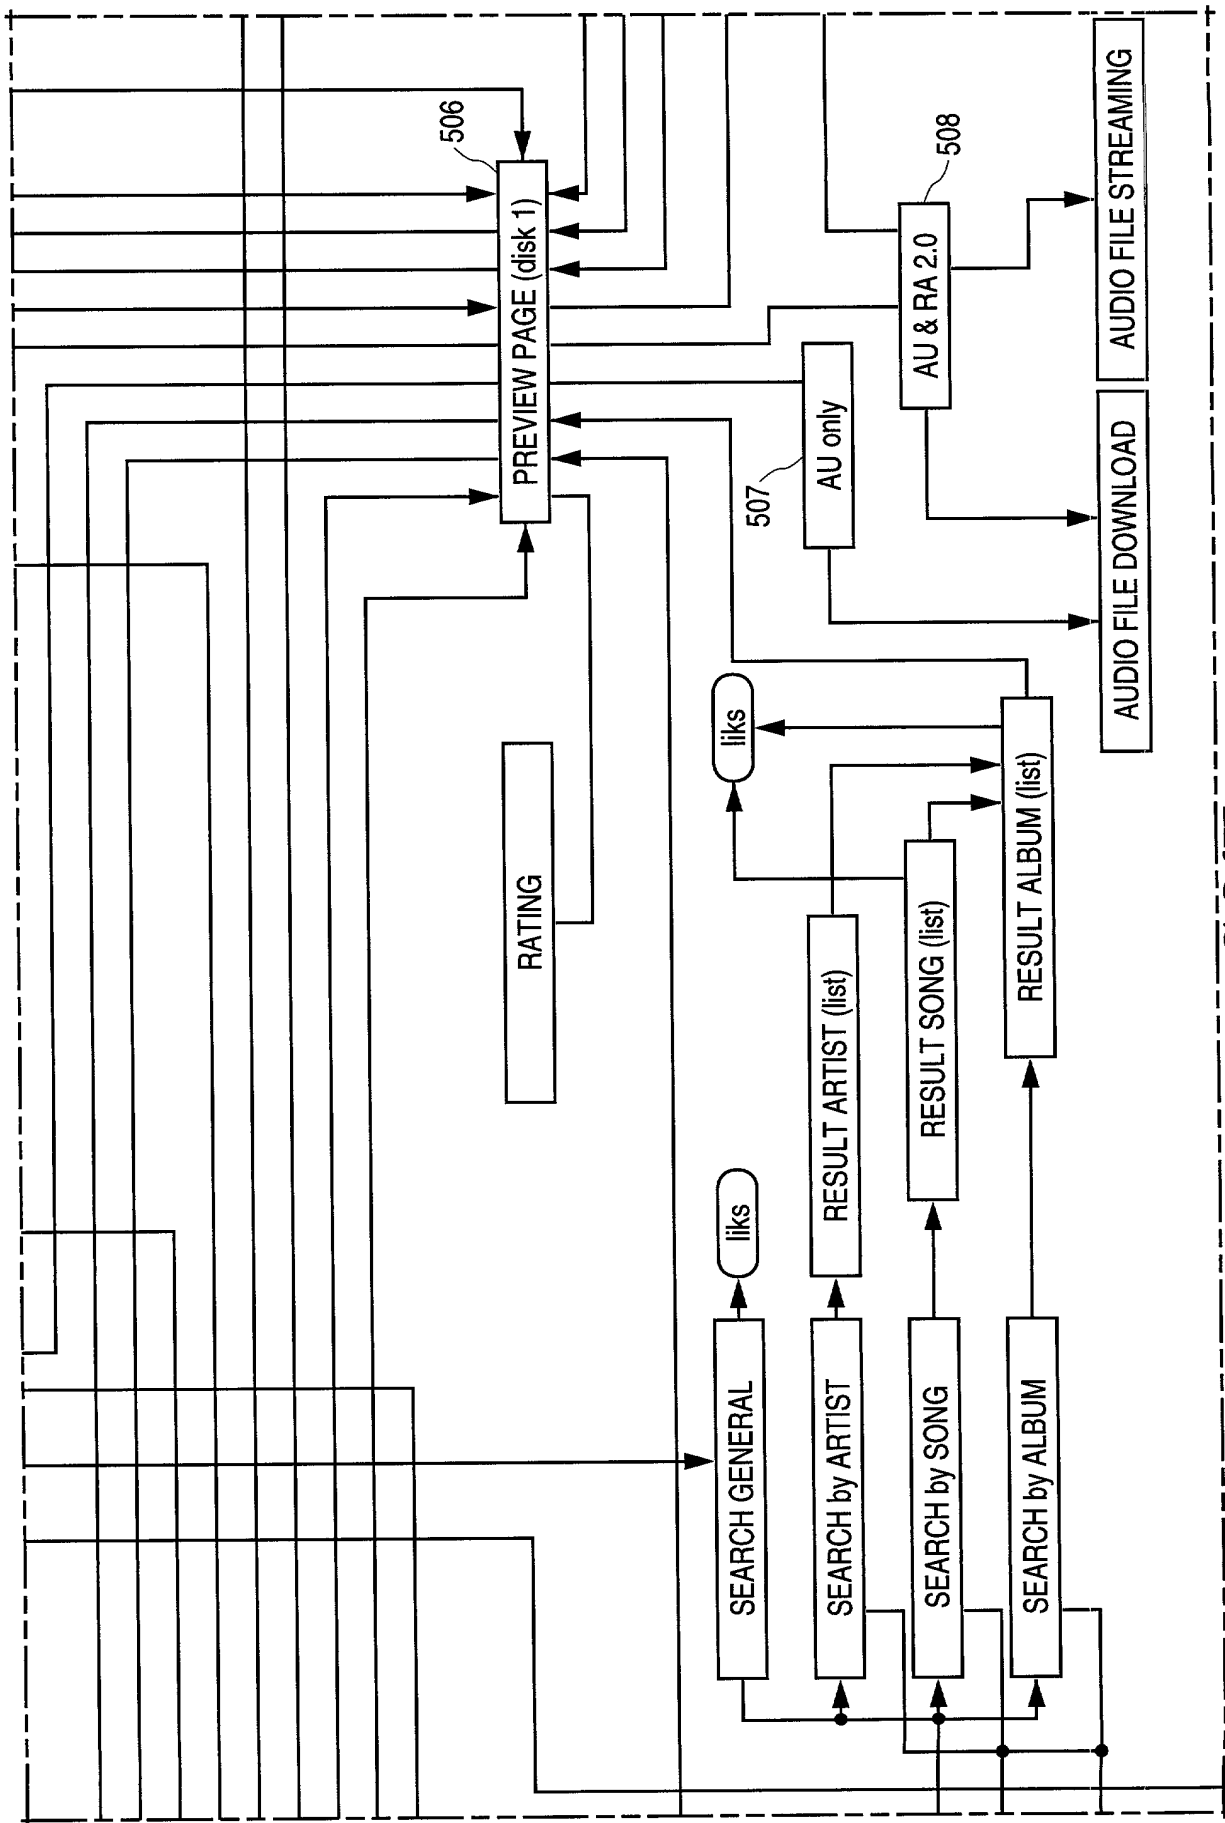 506
PREVIEW PAGE (disk 1)
RATING
507
AU only
508
AU & RA 2.0
AUDIO FILE DOWNLOAD
AUDIO FILE STREAMING
SEARCH GENERAL
liks
liks
SEARCH by ARTIST
RESULT ARTIST (list)
SEARCH by SONG
RESULT SONG (list)
SEARCH by ALBUM
RESULT ALBUM (list)